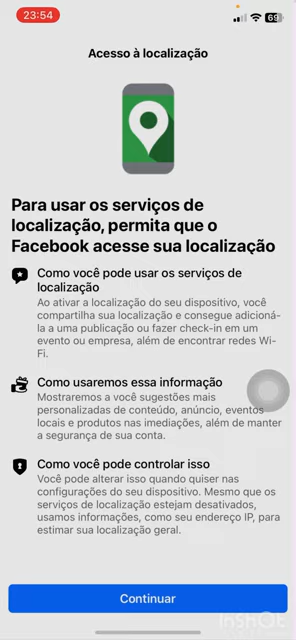 23:54
69
Acesso à localização
Para usar os serviços de
localização, permita que o
Facebook acesse sua localização
Como você pode usar os serviços de
localização
Ao ativar a localização do seu dispositivo, você
compartilha sua localização e consegue adicioná-
la a uma publicação ou fazer check-in em um
evento ou empresa, além de encontrar redes Wi-
Fi.
Como usaremos essa informação
Mostraremos a você sugestões mais
personalizadas de conteúdo, anúncio, eventos
locais e produtos nas imediações, além de manter
a segurança de sua conta.
Como você pode controlar isso
Você pode alterar isso quando quiser nas
configurações do seu dispositivo. Mesmo que os
serviços de localização estejam desativados,
usamos informações, como seu endereço IP, para
estimar sua localização geral.
Continuar
InShOt